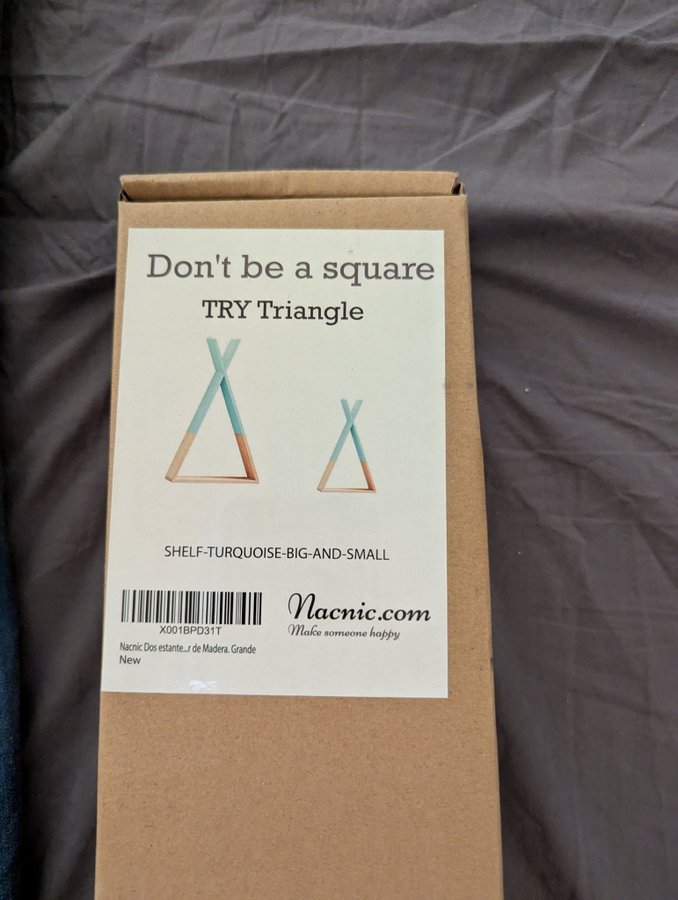 Don't be a square
TRY Triangle
SHELF-TURQUOISE-BIG-AND-SMALL
X001BPD31T
Nacnic Dos estante...r de Madera. Grande
New
Nacnic.com
Make someone happy